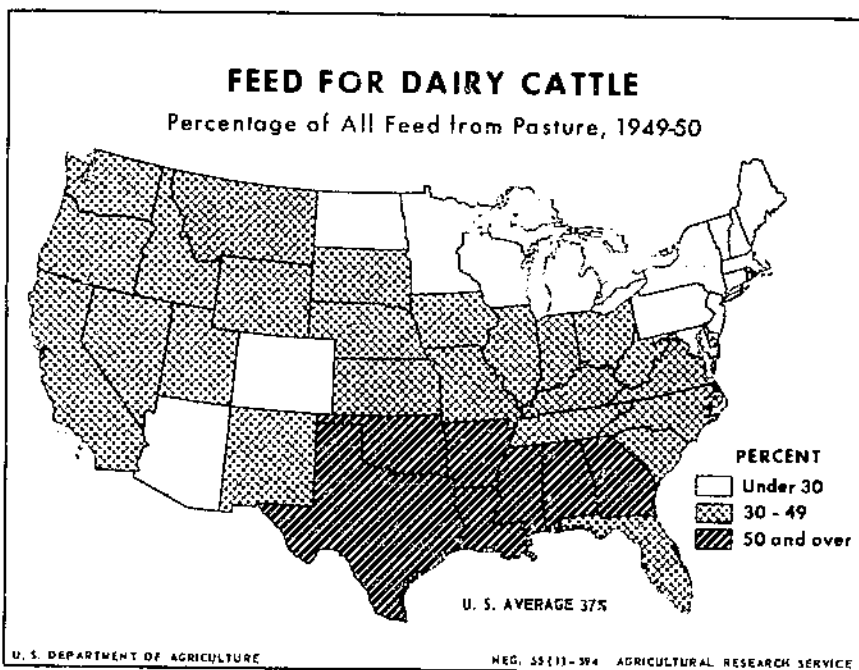 FEED FOR DAIRY CATTLE
Percentage of All Feed from Pasture, 1949-50
PERCENT
Under 30
30 - 49
50 and over
U. S. AVERAGE 37%
U. S. DEPARTMENT OF AGRICULTURE
NEG. AGRICULTURAL RESEARCH SERVICE